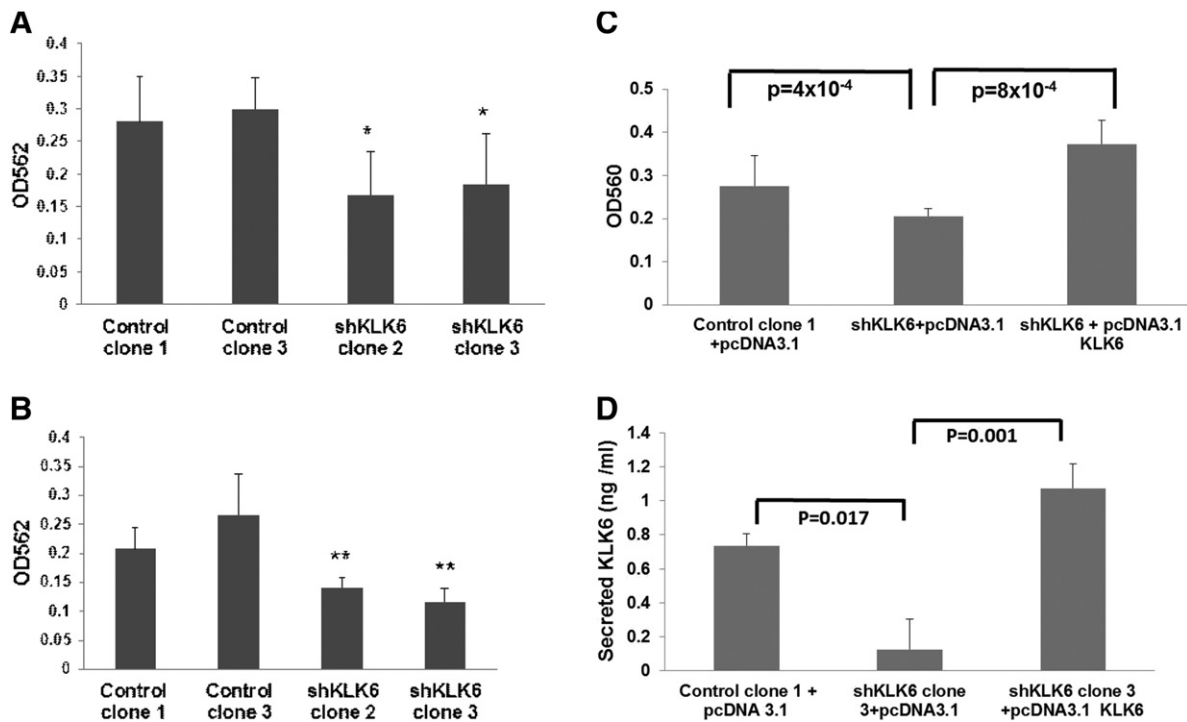 A
0.4
0.35
0.3
0.25
0.2
0.15
0.1
0.05
0
OD562
*
*
Control clone 1
Control clone 3
shKLK6 clone 2
shKLK6 clone 3
B
0.4
0.35
0.3
0.25
0.2
0.15
0.1
0.05
0
OD562
**
**
Control clone 1
Control clone 3
shKLK6 clone 2
shKLK6 clone 3
C
p=4x10⁻⁴
p=8x10⁻⁴
0.5
0.4
0.3
0.2
0.1
0
OD560
Control clone 1
+pcDNA3.1
shKLK6+pcDNA3.1
shKLK6 + pcDNA3.1
KLK6
D
P=0.001
P=0.017
1.4
1.2
1
0.8
0.6
0.4
0.2
0
Secreted KLK6 (ng /ml)
Control clone 1 +
pcDNA 3.1
shKLK6 clone
3+pcDNA3.1
shKLK6 clone 3
+pcDNA3.1 KLK6